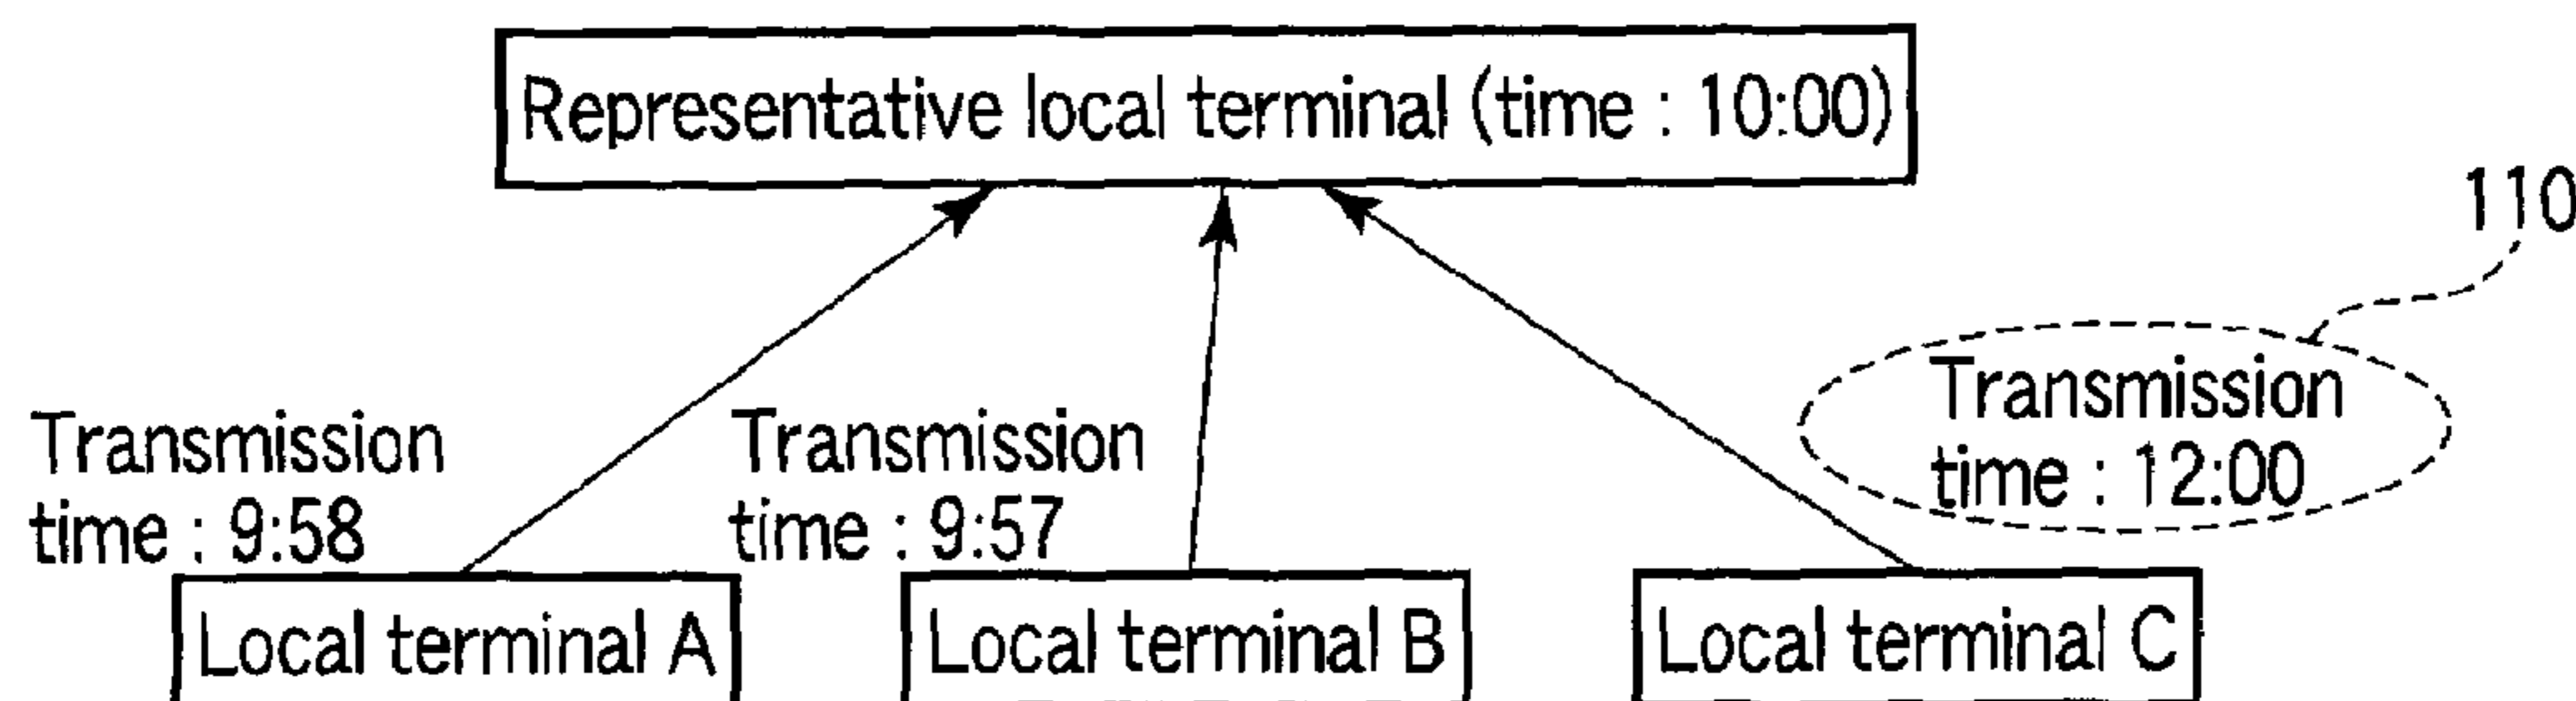 Representative local terminal (time : 10:00)
110
Transmission
time : 12:00
Transmission
time : 9:58
Transmission
time : 9:57
Local terminal A
Local terminal B
Local terminal C